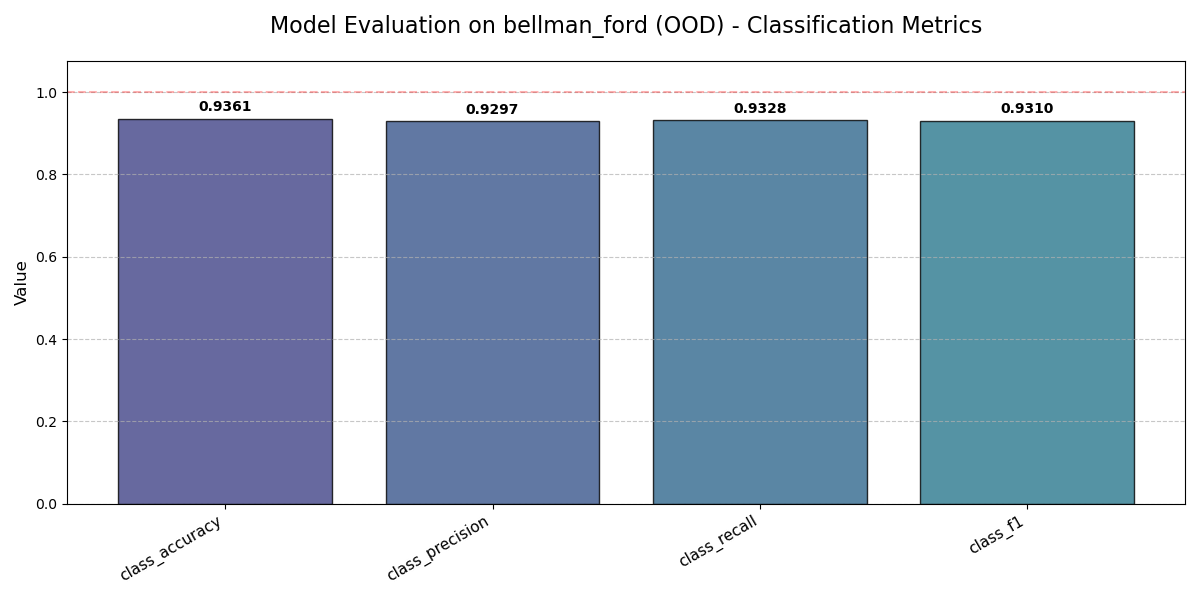 Model Evaluation on bellman_ford (OOD) - Classification Metrics
Value
1.0
0.8
0.6
0.4
0.2
0.0
0.9361
0.9297
0.9328
0.9310
class_accuracy
class_precision
class_recall
class_f1